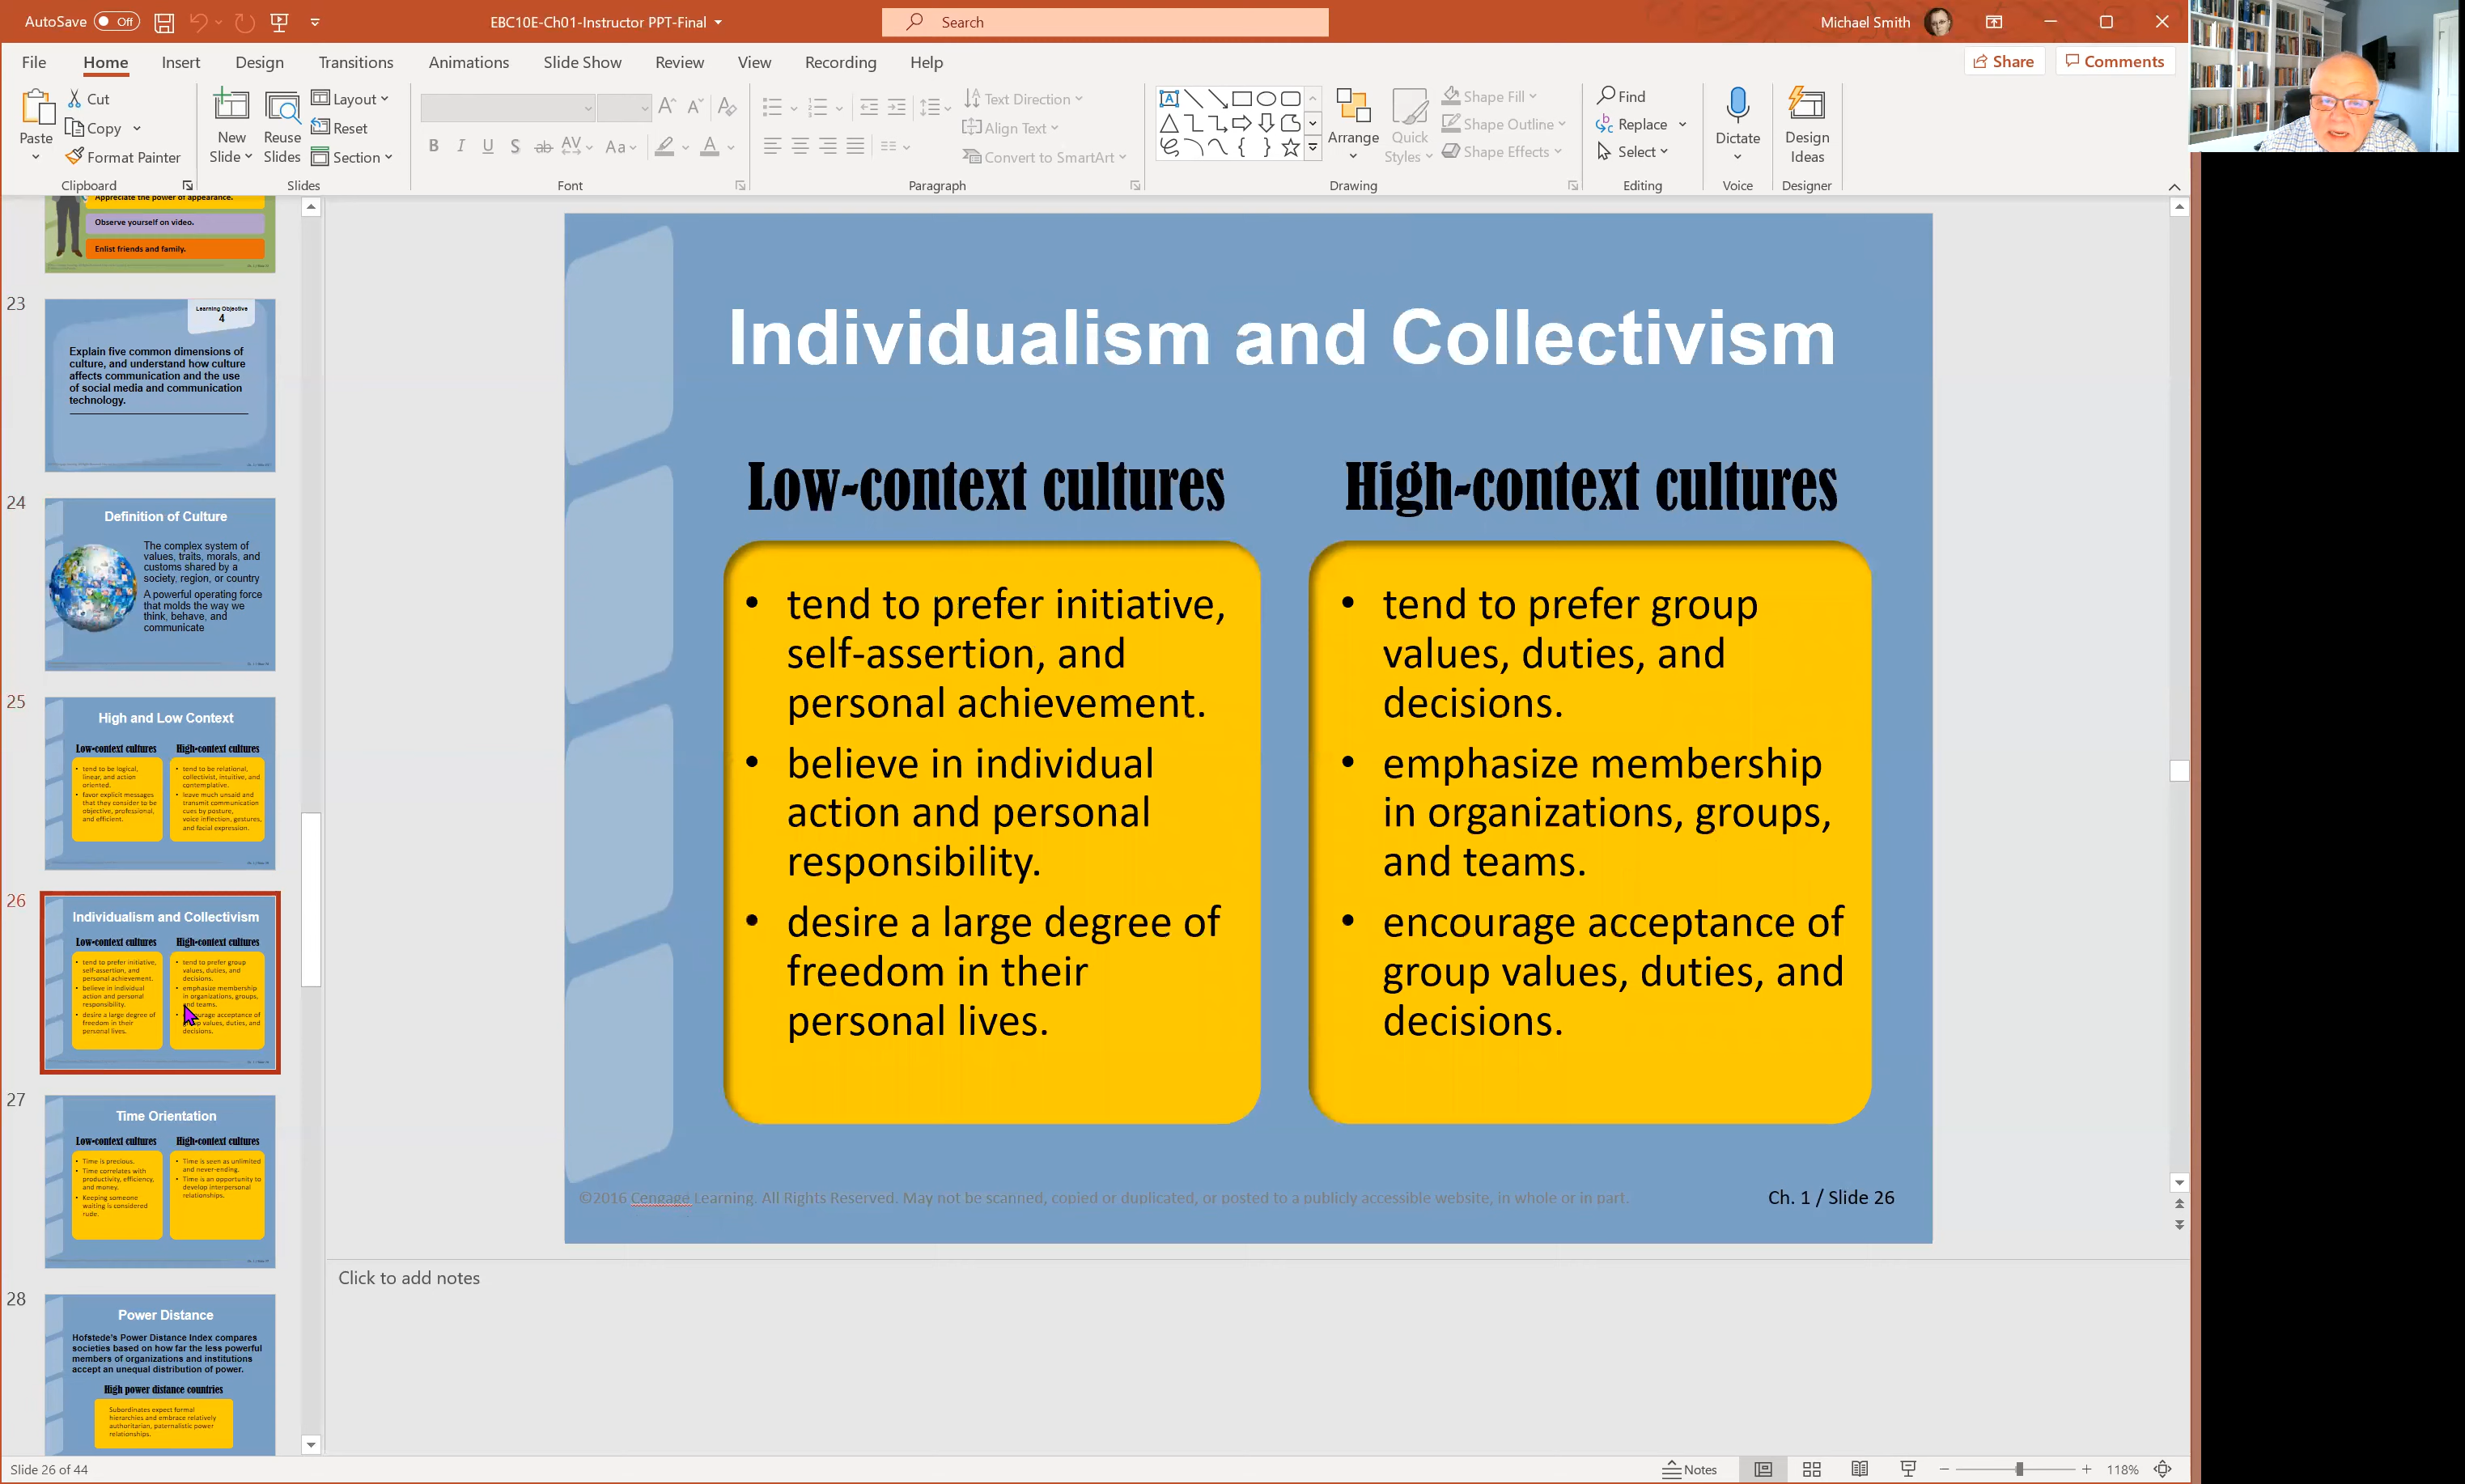 AutoSave Off
EBC10E-Ch01-Instructor PPT-Final
Search
Michael Smith
File Home Insert Design Transitions Animations Slide Show Review View Recording Help
Share Comments
Paste
Cut
Copy
Format Painter
Clipboard
New Slide
Reuse Slides
Layout
Reset
Section
Slides
B I U S ab AV Aa A
Font
Text Direction
Align Text
Convert to SmartArt
Paragraph
Arrange
Quick Styles
Shape Fill
Shape Outline
Shape Effects
Drawing
Find
Replace
Select
Editing
Dictate
Voice
Design Ideas
Designer
Appreciate the power of appearance.
Observe yourself on video.
Enlist friends and family.
23
Learning Objective
4
Explain five common dimensions of
culture, and understand how culture
affects communication and the use
of social media and communication
technology.
24
Definition of Culture
The complex system of
values, traits, morals, and
customs shared by a
society, region, or country
A powerful operating force
that molds the way we
think, behave, and
communicate
25
High and Low Context
Low-context cultures High-context cultures
• tend to be logical,
linear, and action
oriented.
• favor explicit messages
that they consider to be
objective, professional,
and efficient.
• tend to be relational,
collectivist, intuitive, and
contemplative.
• leave much unsaid and
transmit communication
cues by posture,
voice inflection, gestures,
and facial expression.
26
Individualism and Collectivism
Low-context cultures High-context cultures
• tend to prefer initiative,
self-assertion, and
personal achievement.
• believe in individual
action and personal
responsibility.
• desire a large degree of
freedom in their
personal lives.
• tend to prefer group
values, duties, and
decisions.
• emphasize membership
in organizations, groups,
and teams.
acceptance of
values, duties, and
decisions.
27
Time Orientation
Low-context cultures High-context cultures
• Time is precious.
• Time correlates with
productivity, efficiency,
and money.
• Keeping someone
waiting is considered
rude.
• Time is seen as unlimited
and never-ending.
• Time is an opportunity to
develop interpersonal
relationships.
28
Power Distance
Hofstede's Power Distance Index compares
societies based on how far the less powerful
members of organizations and institutions
accept an unequal distribution of power.
High power distance countries
Subordinates expect formal
hierarchies and embrace relatively
authoritarian, paternalistic power
relationships.
Individualism and Collectivism
Low-context cultures
• tend to prefer initiative,
self-assertion, and
personal achievement.
• believe in individual
action and personal
responsibility.
• desire a large degree of
freedom in their
personal lives.
High-context cultures
• tend to prefer group
values, duties, and
decisions.
• emphasize membership
in organizations, groups,
and teams.
• encourage acceptance of
group values, duties, and
decisions.
©2016 Cengage Learning. All Rights Reserved. May not be scanned, copied or duplicated, or posted to a publicly accessible website, in whole or in part.
Ch. 1 / Slide 26
Click to add notes
Slide 26 of 44
Notes
118%